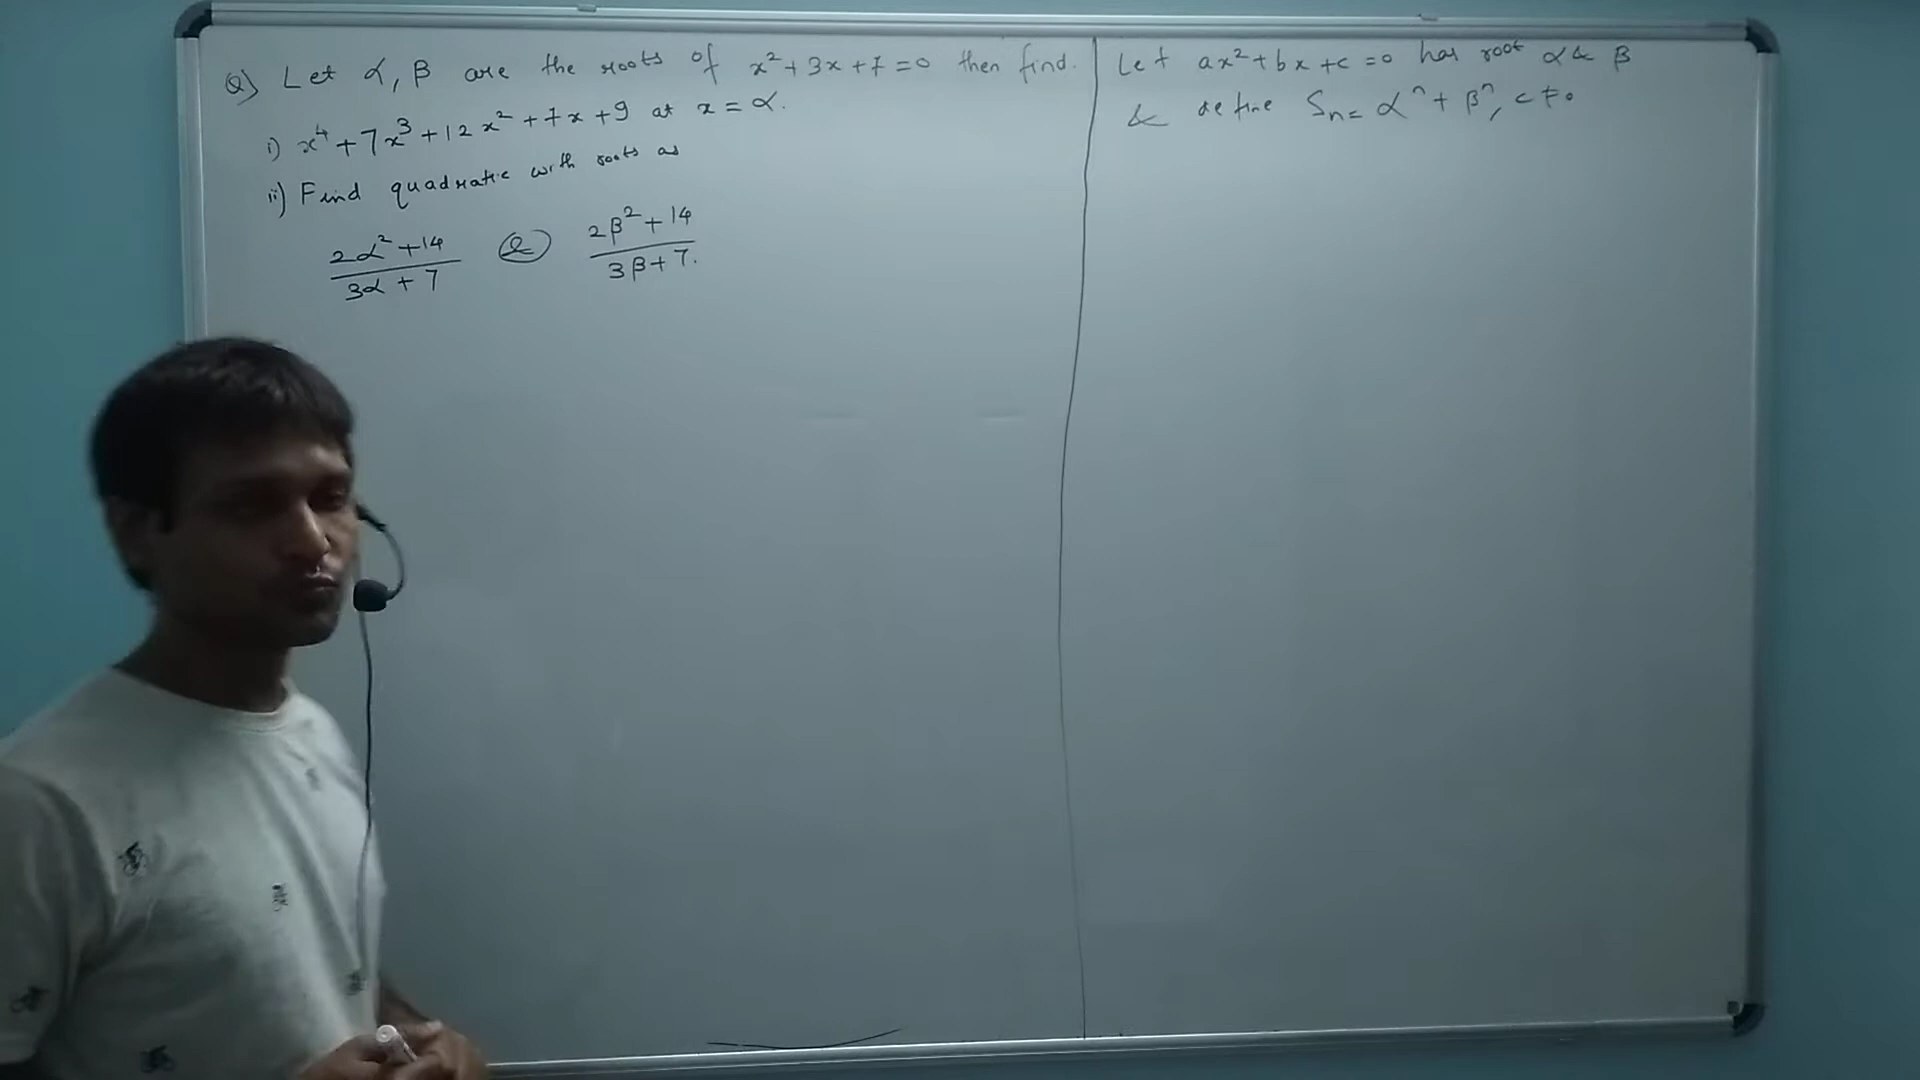 Q) Let α, β are the roots of x²+3x+7=0 then find.
i) x⁴+7x³+12x²+7x+9 at x=α.
ii) Find quadratic with roots as
(2α²+14)/(3α+7) & (2β²+14)/(3β+7).
Let ax²+bx+c=0 has root α & β
& define Sn=αⁿ+βⁿ, c≠0